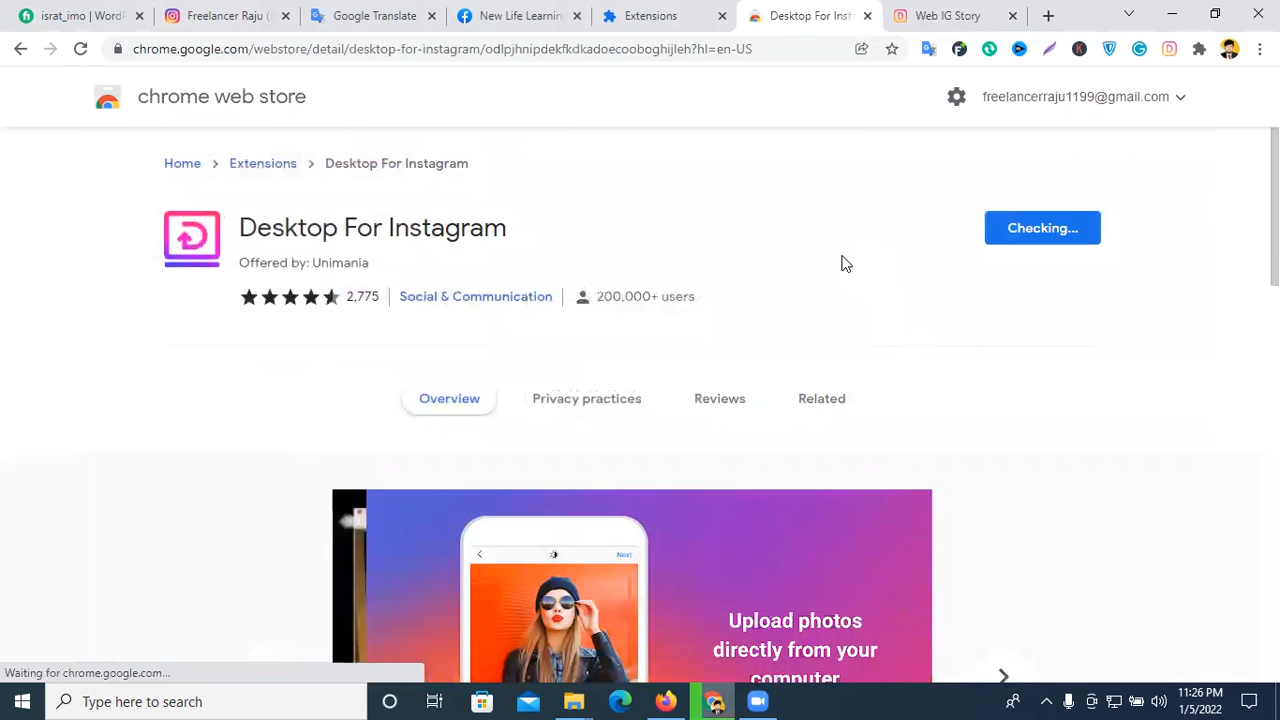 israt_imo | WordF
Freelancer Raju (
Google Translate
New Life Learnin
Extensions
Desktop For Inst
Web IG Story
chrome.google.com/webstore/detail/desktop-for-instagram/odlpjhnipdekfkdkadoecooboghijleh?hl=en-US
chrome web store
freelancerraju1199@gmail.com
Home > Extensions > Desktop For Instagram
Desktop For Instagram
Checking...
Offered by: Unimania
2,775 | Social & Communication | 200,000+ users
Overview Privacy practices Reviews Related
Next
Upload photos
directly from your
computer
Waiting for chrome.google.com...
Type here to search
11:26 PM
1/5/2022